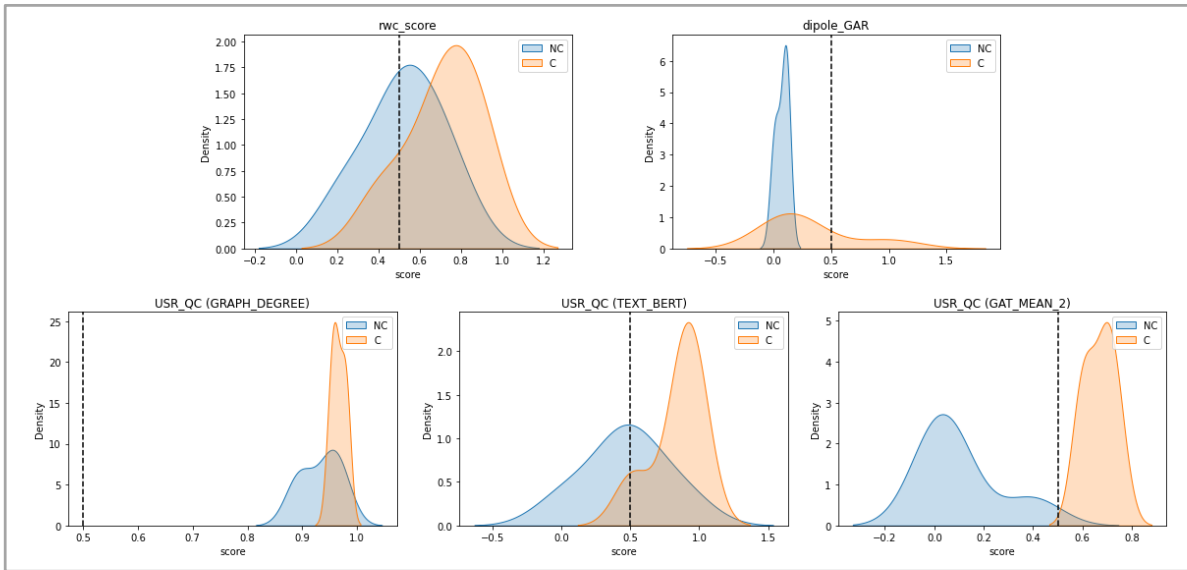 rwc_score
2.00
1.75
1.50
1.25
1.00
0.75
0.50
0.25
0.00
Density
NC
C
−0.2 0.0 0.2 0.4 0.6 0.8 1.0 1.2
score
dipole_GAR
6
5
4
3
2
1
0
Density
NC
C
−0.5 0.0 0.5 1.0 1.5
score
USR_QC (GRAPH_DEGREE)
25
20
15
10
5
0
Density
NC
C
0.5 0.6 0.7 0.8 0.9 1.0
score
USR_QC (TEXT_BERT)
2.0
1.5
1.0
0.5
0.0
Density
NC
C
−0.5 0.0 0.5 1.0 1.5
score
USR_QC (GAT_MEAN_2)
5
4
3
2
1
0
Density
NC
C
−0.2 0.0 0.2 0.4 0.6 0.8
score